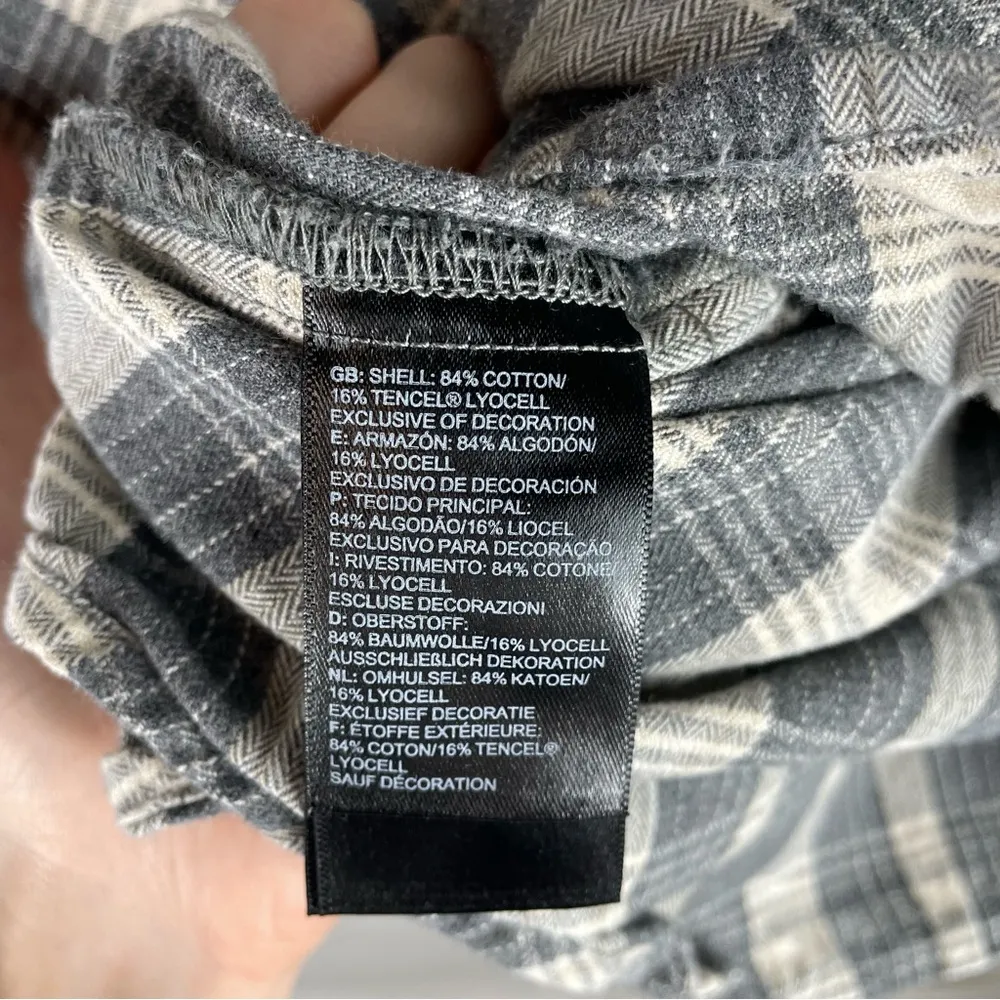 GB: SHELL: 84% COTTON/
16% TENCEL® LYOCELL
EXCLUSIVE OF DECORATION
E: ARMAZÓN: 84% ALGODÓN/
16% LYOCELL
EXCLUSIVO DE DECORACIÓN
P: TECIDO PRINCIPAL:
84% ALGODÃO/16% LIOCEL
EXCLUSIVO PARA DECORAÇAO
I: RIVESTIMENTO: 84% COTONE/
16% LYOCELL
ESCLUSE DECORAZIONI
D: OBERSTOFF:
84% BAUMWOLLE/16% LYOCELL
AUSSCHLIEßLICH DEKORATION
NL: OMHULSEL: 84% KATOEN/
16% LYOCELL
EXCLUSIEF DECORATIE
F: ÉTOFFE EXTÉRIEURE:
84% COTON/16% TENCEL®
LYOCELL
SAUF DÉCORATION